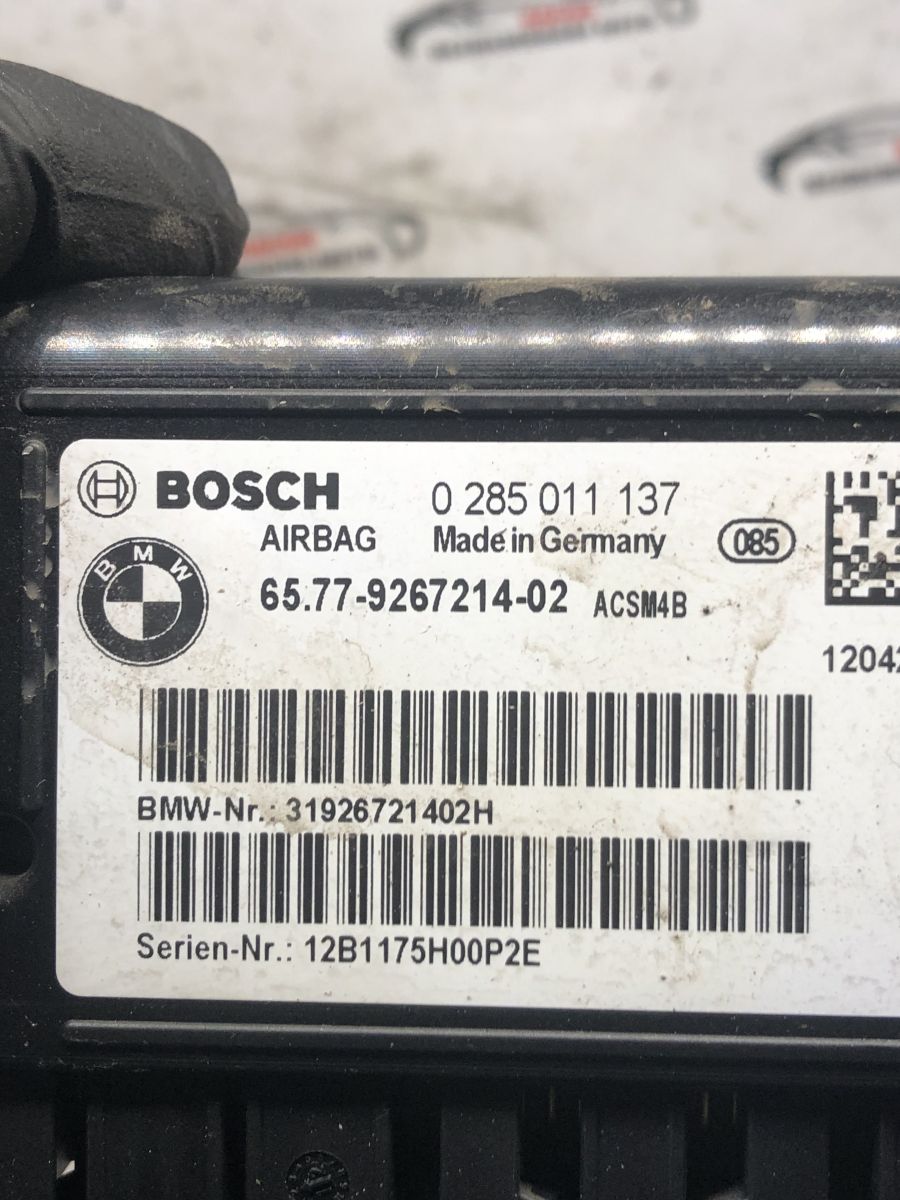 BOSCH 0 285 011 137
AIRBAG Made in Germany 085
BMW
65.77-9267214-02 ACSM4B
BMW-Nr.: 31926721402H
Serien-Nr.: 12B1175H00P2E